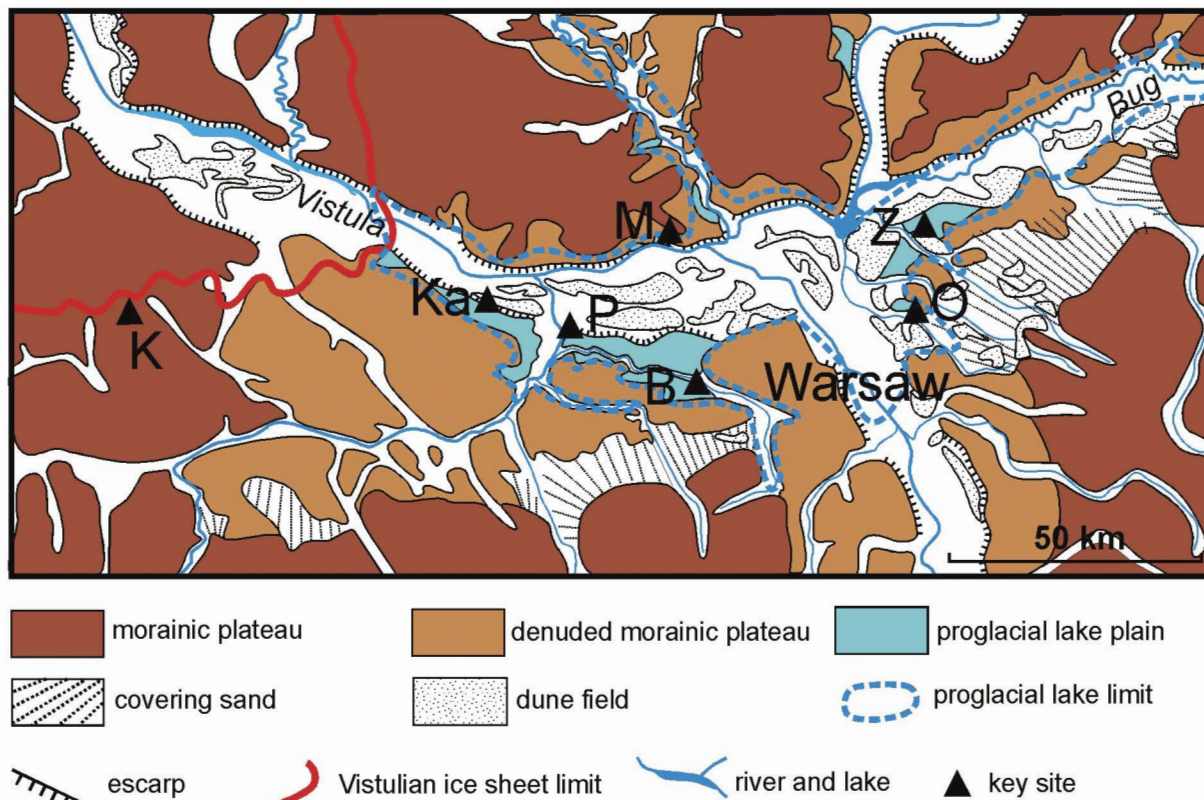 Bug
Vistula
M
Z
Ka
P
O
K
B
Warsaw
50 km
morainic plateau
denuded morainic plateau
proglacial lake plain
covering sand
dune field
proglacial lake limit
escarp
Vistulian ice sheet limit
river and lake
key site